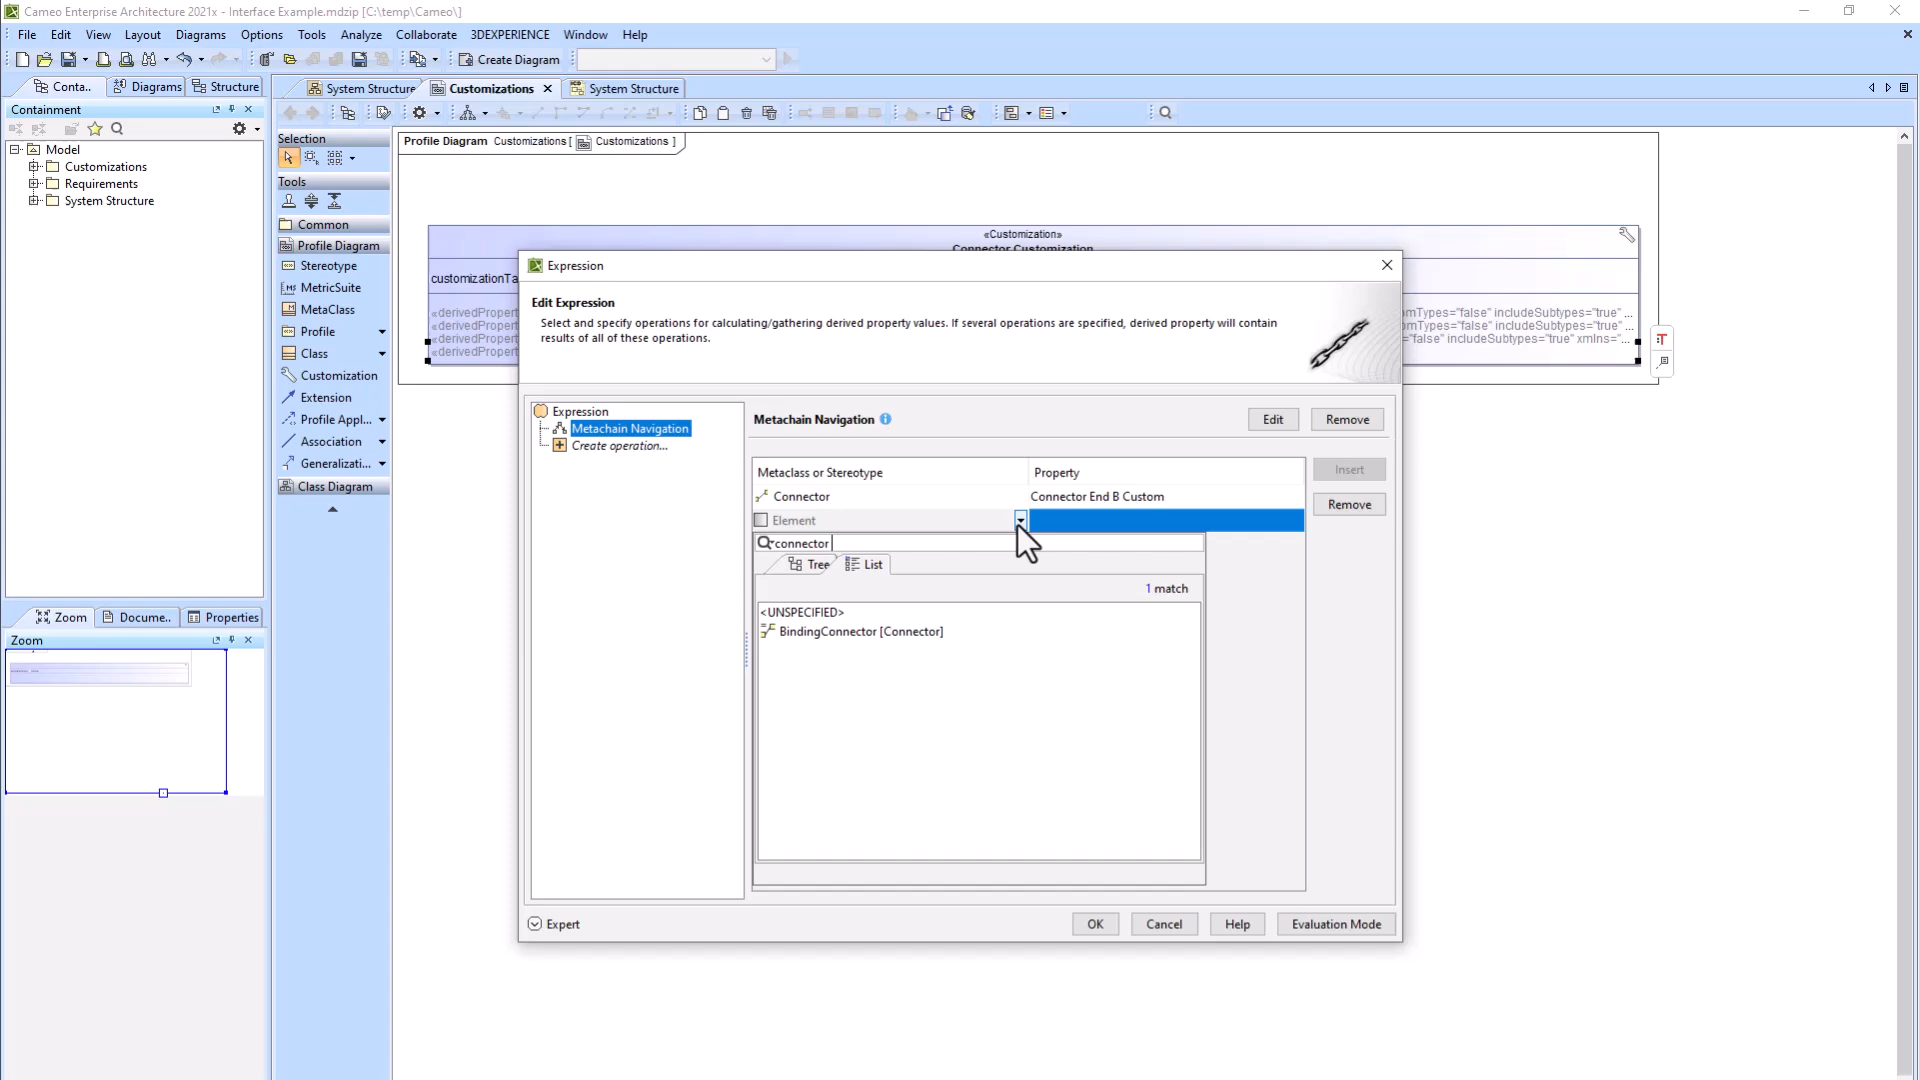 Cameo Enterprise Architecture 2021x - Interface Example.mdzip [C:\temp\Cameo\]
File Edit View Layout Diagrams Options Tools Analyze Collaborate 3DEXPERIENCE Window Help
Create Diagram
Conta.. Diagrams Structure
System Structure Customizations System Structure
Containment
Model
Customizations
Requirements
System Structure
Zoom Docume.. Properties
Zoom
Selection
Tools
Common
Profile Diagram
Stereotype
MetricSuite
MetaClass
Profile
Class
Customization
Extension
Profile Appl...
Association
Generalizati...
Class Diagram
Profile Diagram Customizations [ Customizations ]
«Customization»
Connector Customization
customizationTa
«derivedPropert
«derivedPropert
«derivedPropert
«derivedPropert
omTypes="false" includeSubtypes="true" ...
omTypes="false" includeSubtypes="true" ...
"false" includeSubtypes="true" xmlns="...
Expression
Edit Expression
Select and specify operations for calculating/gathering derived property values. If several operations are specified, derived property will contain
results of all of these operations.
Expression
Metachain Navigation
Create operation...
Metachain Navigation Edit Remove
Metaclass or Stereotype Property Insert
Connector Connector End B Custom Remove
Element
connector
Tree List
1 match
<UNSPECIFIED>
BindingConnector [Connector]
Expert OK Cancel Help Evaluation Mode